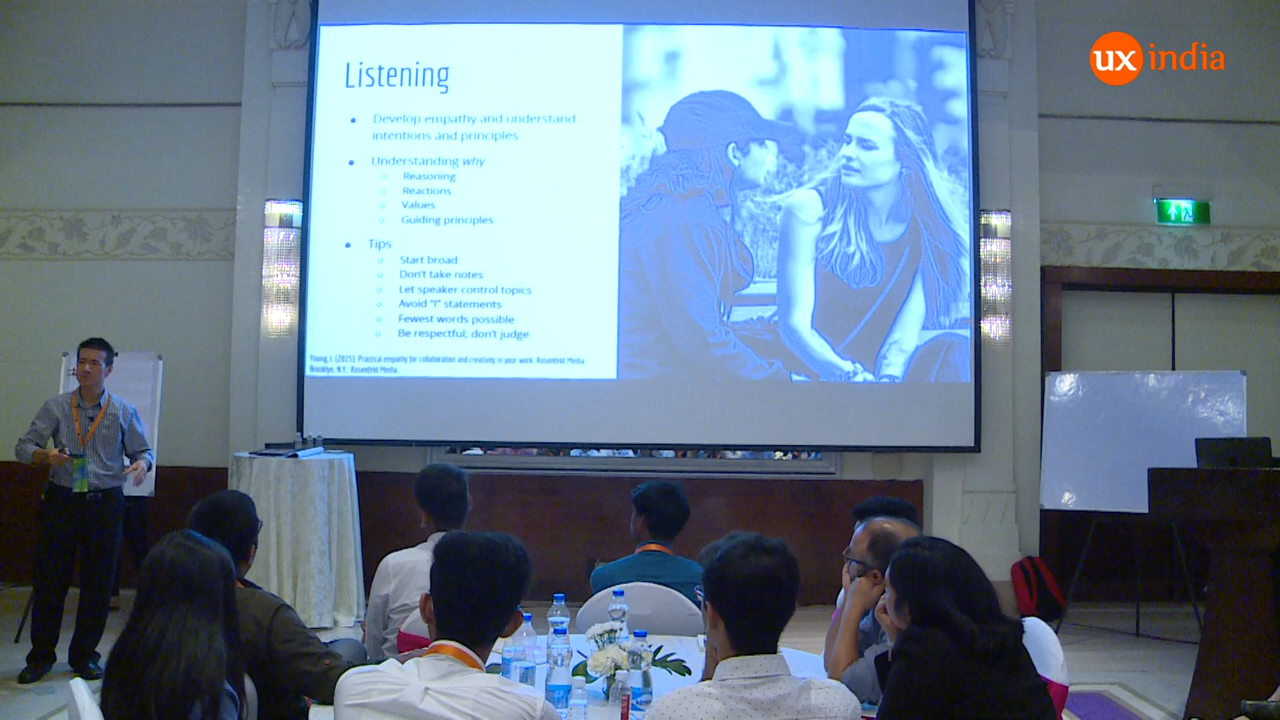 Listening
Develop empathy and understand
intentions and principles
Understanding why
Reasoning
Reactions
Values
Guiding principles
Tips
Start broad
Don't take notes
Let speaker control topics
Avoid "I" statements
Fewest words possible
Be respectful; don't judge
Young, I. (2015). Practical empathy for collaboration and creativity in your work. Rosenfeld Media.
Brooklyn, N.Y.: Rosenfeld Media.
ux india